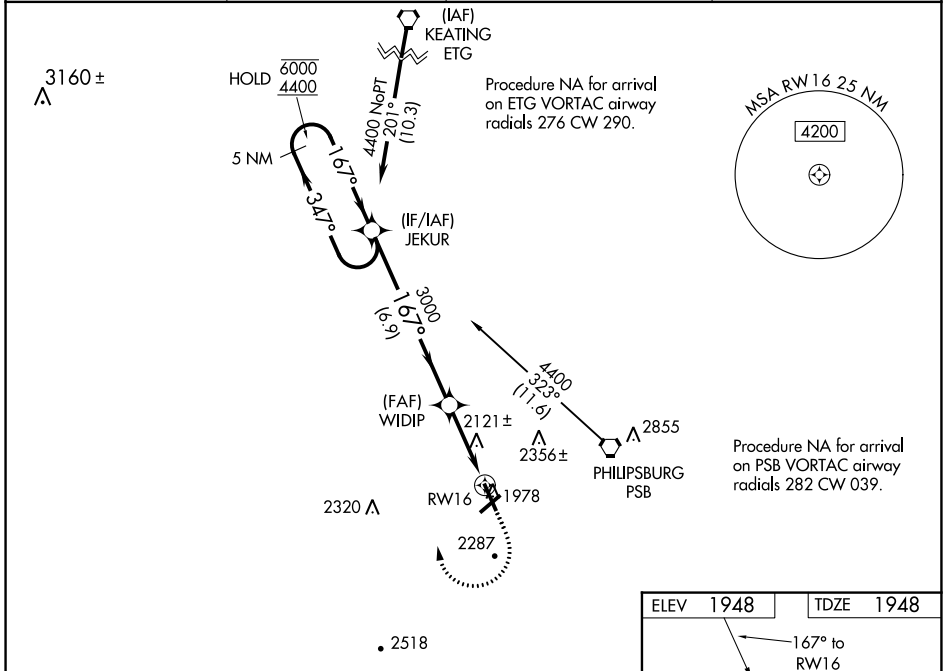 (IAF)
KEATING
ETG
3160 ±
HOLD
6000
4400
5 NM
4400 NoPT
201°
(10.3)
Procedure NA for arrival
on ETG VORTAC airway
radials 276 CW 290.
MSA RW16 25 NM
4200
167°
347°
(IF/IAF)
JEKUR
3000
167°
(6.9)
4400
323°
(11.6)
(FAF)
WIDIP
2121 ±
2356 ±
2855
PHILIPSBURG
PSB
Procedure NA for arrival
on PSB VORTAC airway
radials 282 CW 039.
RW16
1978
2320
2287
2518
ELEV 1948
TDZE 1948
167° to
RW16